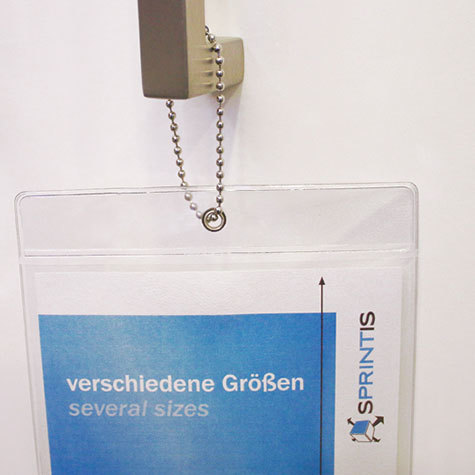 verschiedene Größen
several sizes
SPRINTIS